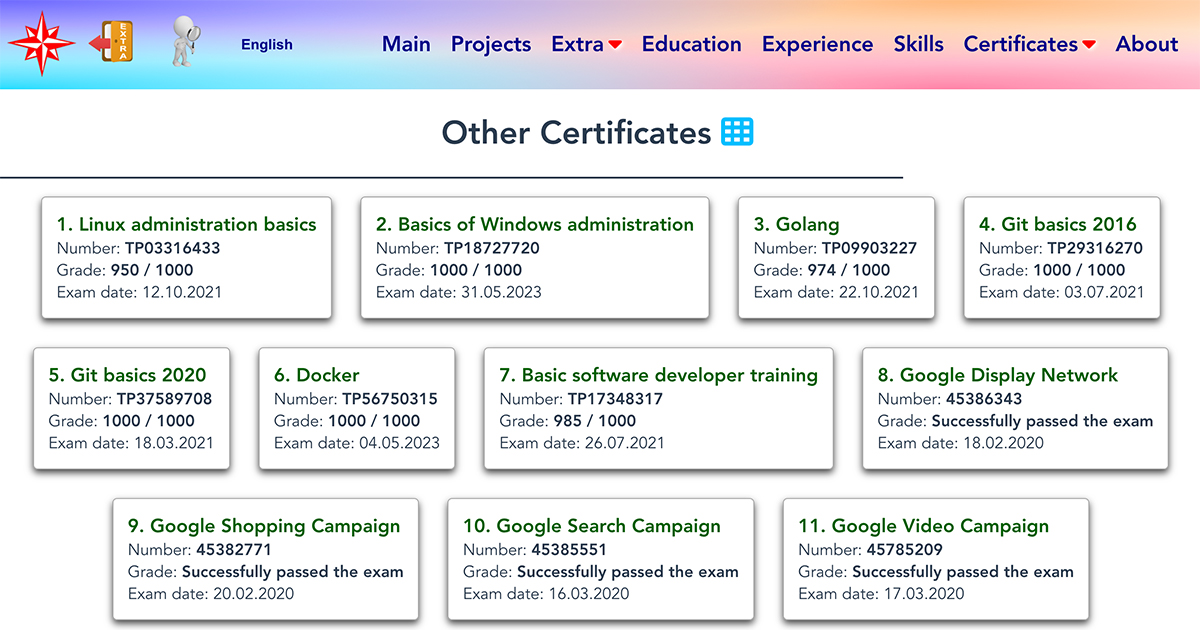 EXTRA
English
Main Projects Extra Education Experience Skills Certificates About
Other Certificates
1. Linux administration basics
Number: TP03316433
Grade: 950 / 1000
Exam date: 12.10.2021
2. Basics of Windows administration
Number: TP18727720
Grade: 1000 / 1000
Exam date: 31.05.2023
3. Golang
Number: TP09903227
Grade: 974 / 1000
Exam date: 22.10.2021
4. Git basics 2016
Number: TP29316270
Grade: 1000 / 1000
Exam date: 03.07.2021
5. Git basics 2020
Number: TP37589708
Grade: 1000 / 1000
Exam date: 18.03.2021
6. Docker
Number: TP56750315
Grade: 1000 / 1000
Exam date: 04.05.2023
7. Basic software developer training
Number: TP17348317
Grade: 985 / 1000
Exam date: 26.07.2021
8. Google Display Network
Number: 45386343
Grade: Successfully passed the exam
Exam date: 18.02.2020
9. Google Shopping Campaign
Number: 45382771
Grade: Successfully passed the exam
Exam date: 20.02.2020
10. Google Search Campaign
Number: 45385551
Grade: Successfully passed the exam
Exam date: 16.03.2020
11. Google Video Campaign
Number: 45785209
Grade: Successfully passed the exam
Exam date: 17.03.2020